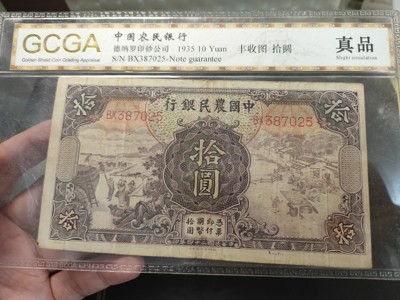 GCGA
Golden Shield Coin Grading Appraisal
中国农民银行
德纳罗印钞公司 1935 10 Yuan 丰收图 拾圆
S/N BX387025-Note guarantee
真品
Slight circulation
行銀民農國中
BX387025
BX387025
拾
拾
圓
拾
拾